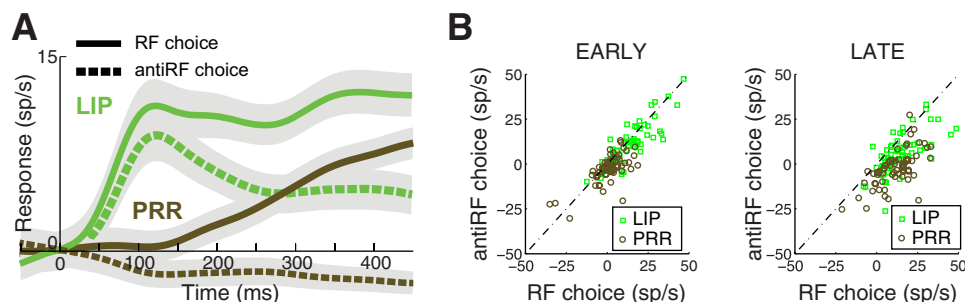 A
15
RF choice
antiRF choice
LIP
PRR
Response (sp/s)
0
0
100
200
300
400
Time (ms)
B
EARLY
50
25
0
−25
−50
−50
−25
0
25
50
antiRF choice (sp/s)
RF choice (sp/s)
LIP
PRR
LATE
50
25
0
−25
−50
−50
−25
0
25
50
antiRF choice (sp/s)
RF choice (sp/s)
LIP
PRR